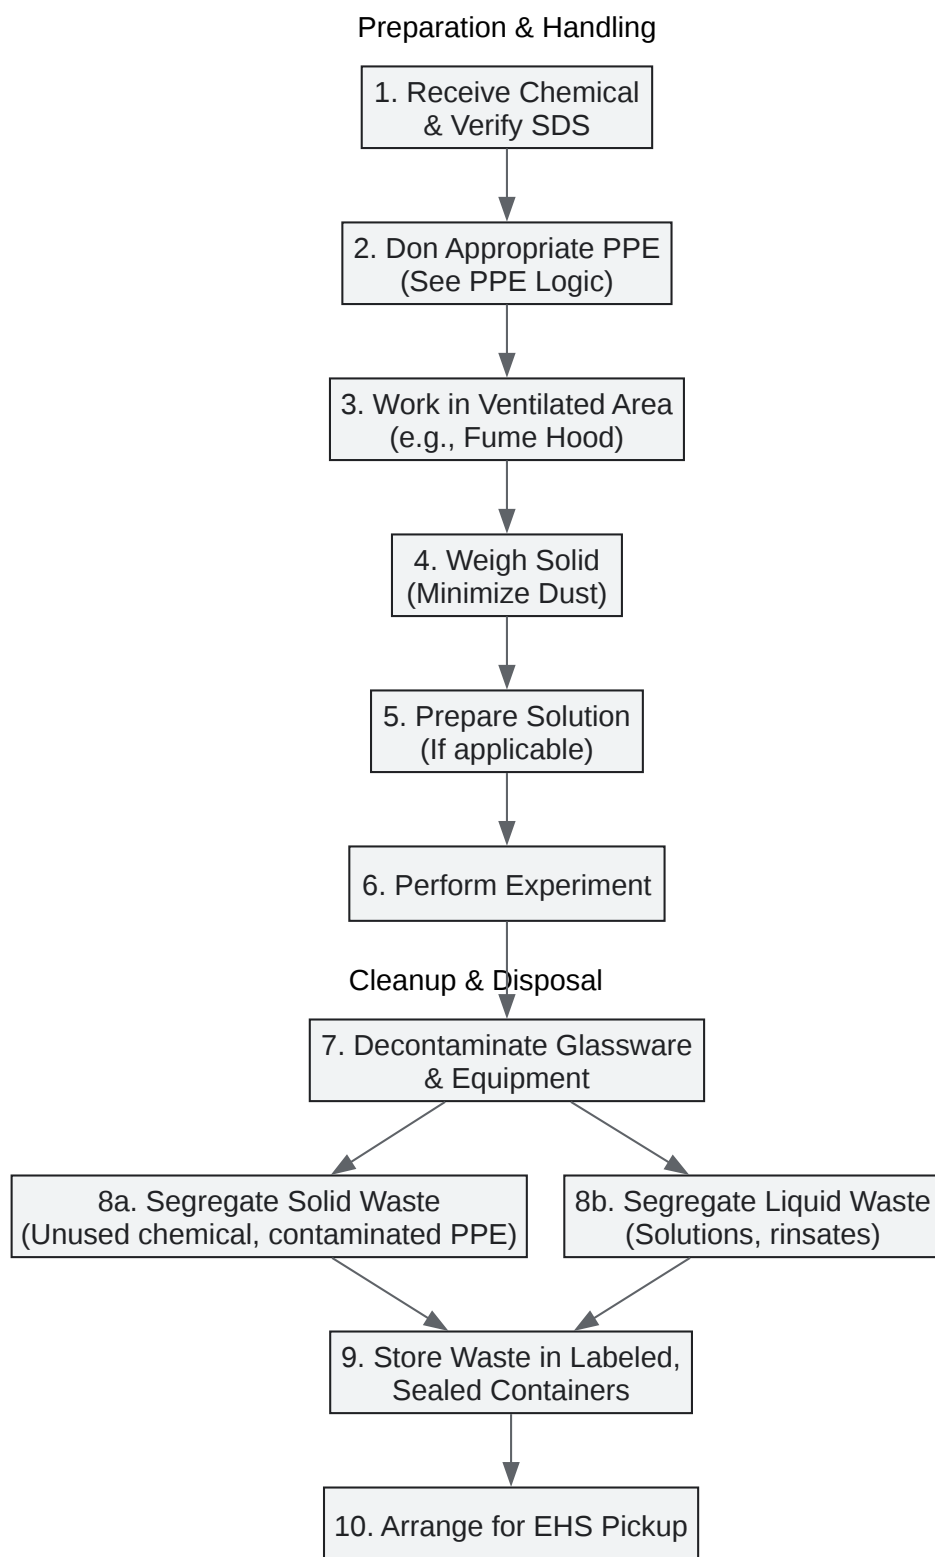 Preparation & Handling
1. Receive Chemical
& Verify SDS
2. Don Appropriate PPE
(See PPE Logic)
3. Work in Ventilated Area
(e.g., Fume Hood)
4. Weigh Solid
(Minimize Dust)
5. Prepare Solution
(If applicable)
6. Perform Experiment
Cleanup & Disposal
7. Decontaminate Glassware
& Equipment
8a. Segregate Solid Waste
(Unused chemical, contaminated PPE)
8b. Segregate Liquid Waste
(Solutions, rinsates)
9. Store Waste in Labeled,
Sealed Containers
10. Arrange for EHS Pickup